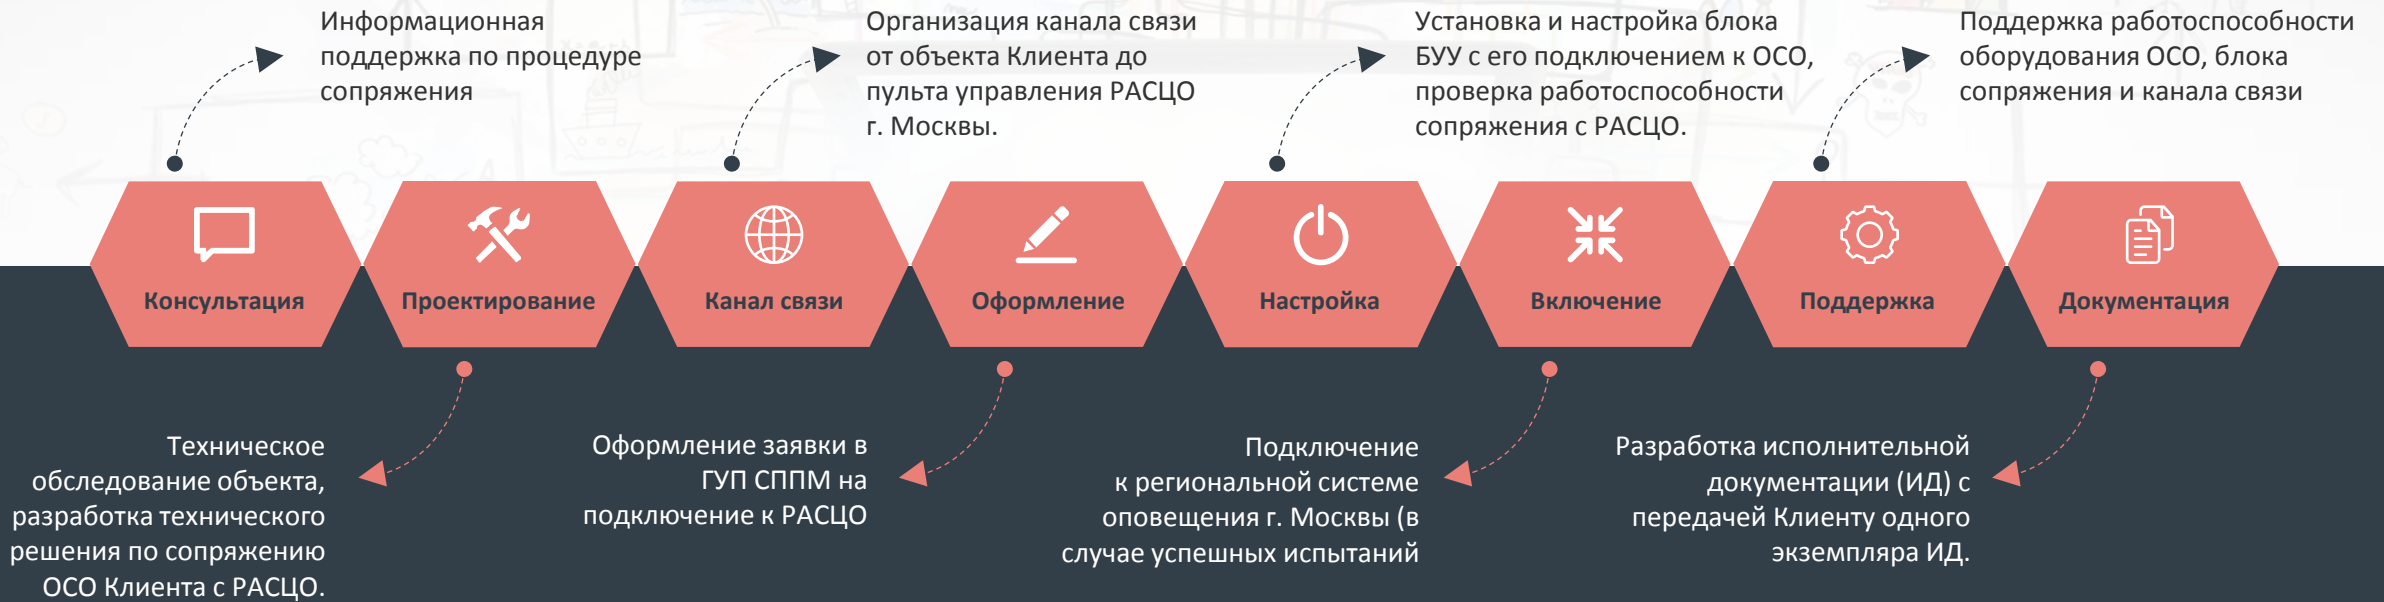 Информационная
поддержка по процедуре
сопряжения
Организация канала связи
от объекта Клиента до
пульта управления РАСЦО
г. Москвы.
Установка и настройка блока
БУУ с его подключением к ОСО,
проверка работоспособности
сопряжения с РАСЦО.
Поддержка работоспособности
оборудования ОСО, блока
сопряжения и канала связи
Консультация
Проектирование
Канал связи
Оформление
Настройка
Включение
Поддержка
Документация
Техническое
обследование объекта,
разработка технического
решения по сопряжению
ОСО Клиента с РАСЦО.
Оформление заявки в
ГУП СППМ на
подключение к РАСЦО
Подключение
к региональной системе
оповещения г. Москвы (в
случае успешных испытаний
Разработка исполнительной
документации (ИД) с
передачей Клиенту одного
экземпляра ИД.